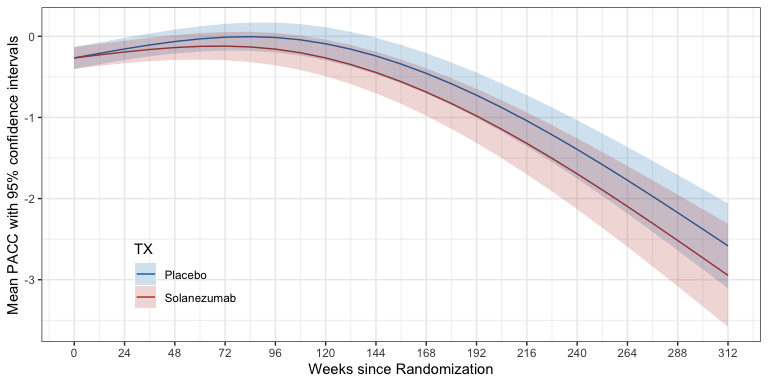 Mean PACC with 95% confidence intervals
0
-1
-2
-3
TX
Placebo
Solanezumab
0 24 48 72 96 120 144 168 192 216 240 264 288 312
Weeks since Randomization